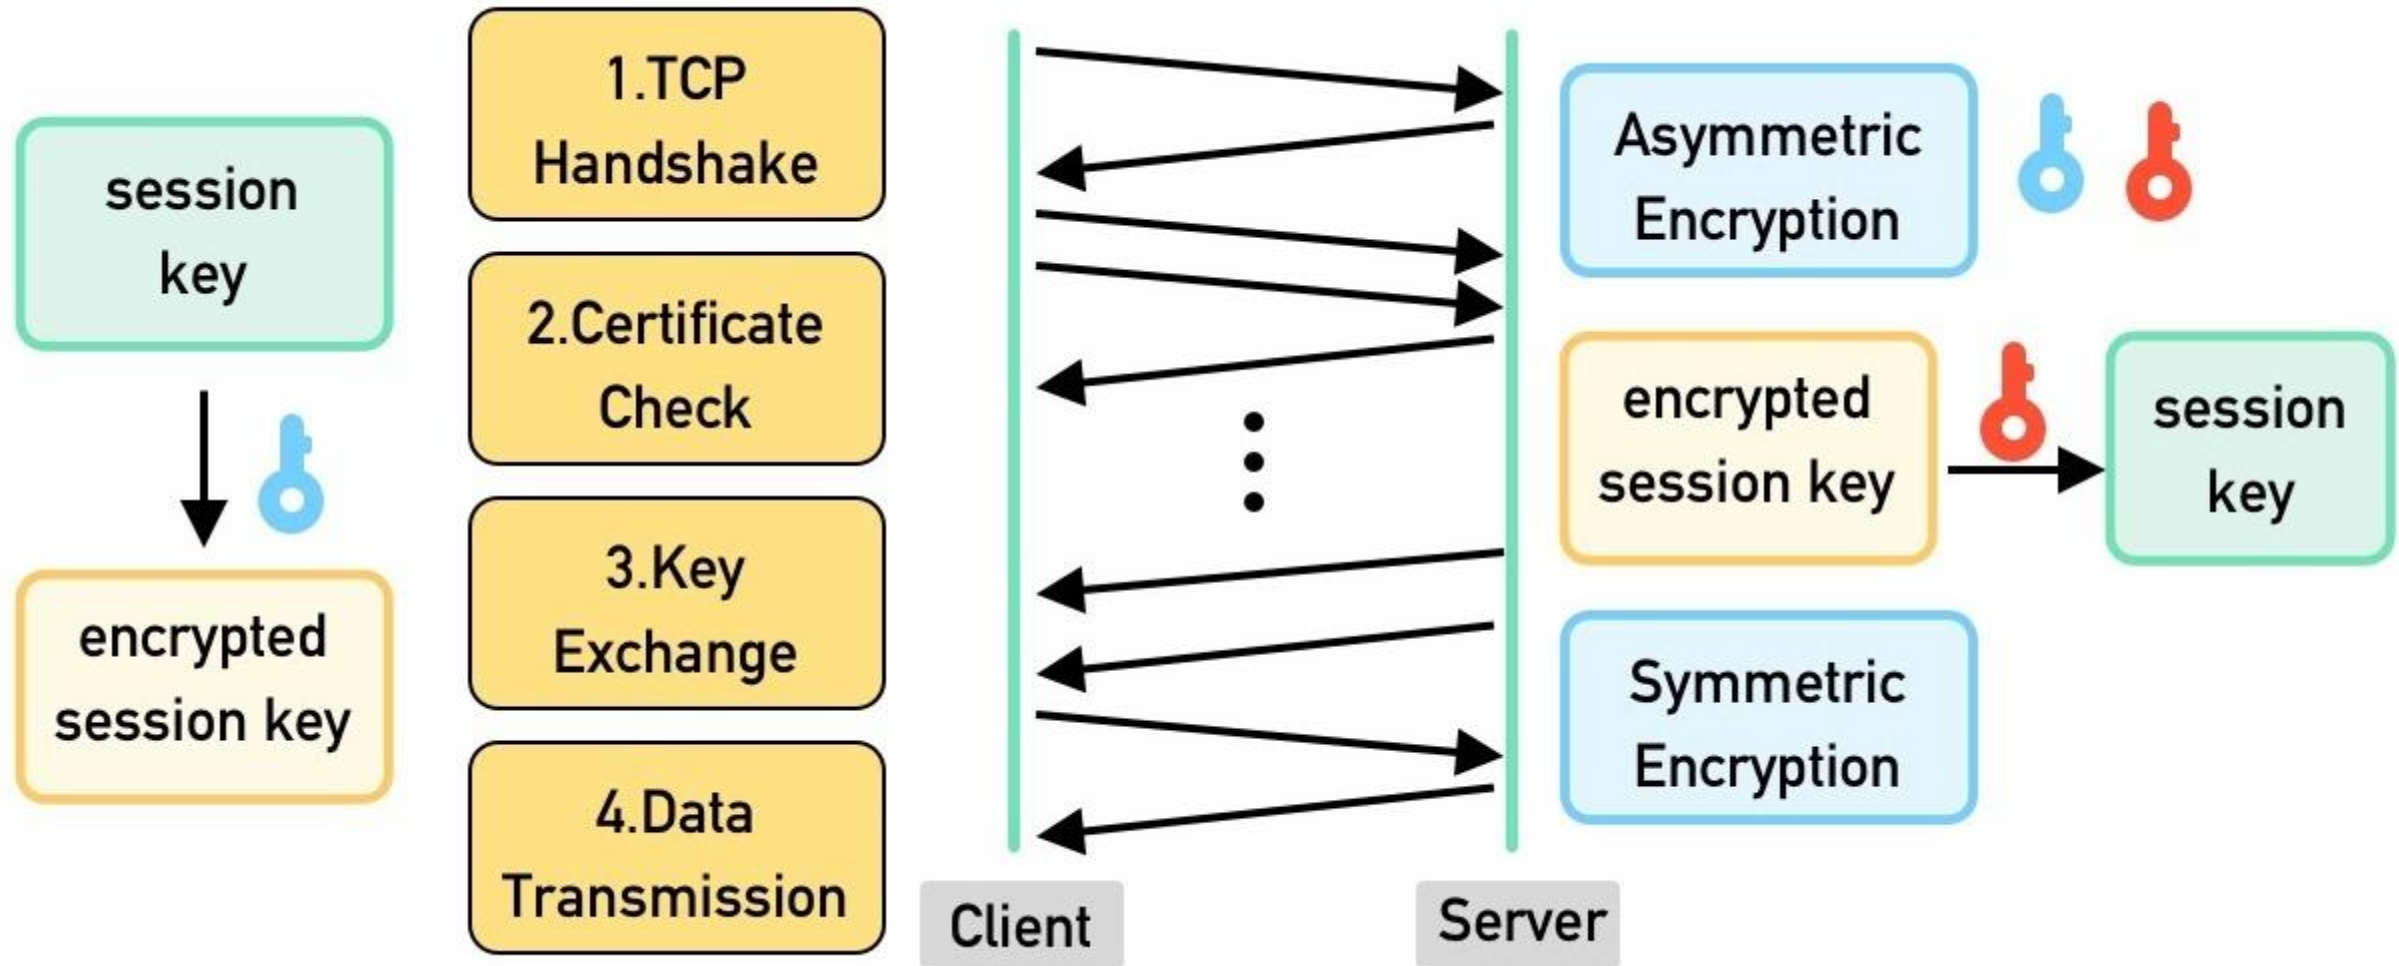 session
key
encrypted
session key
1.TCP
Handshake
2.Certificate
Check
3.Key
Exchange
4.Data
Transmission
Client
Server
Asymmetric
Encryption
encrypted
session key
session
key
Symmetric
Encryption